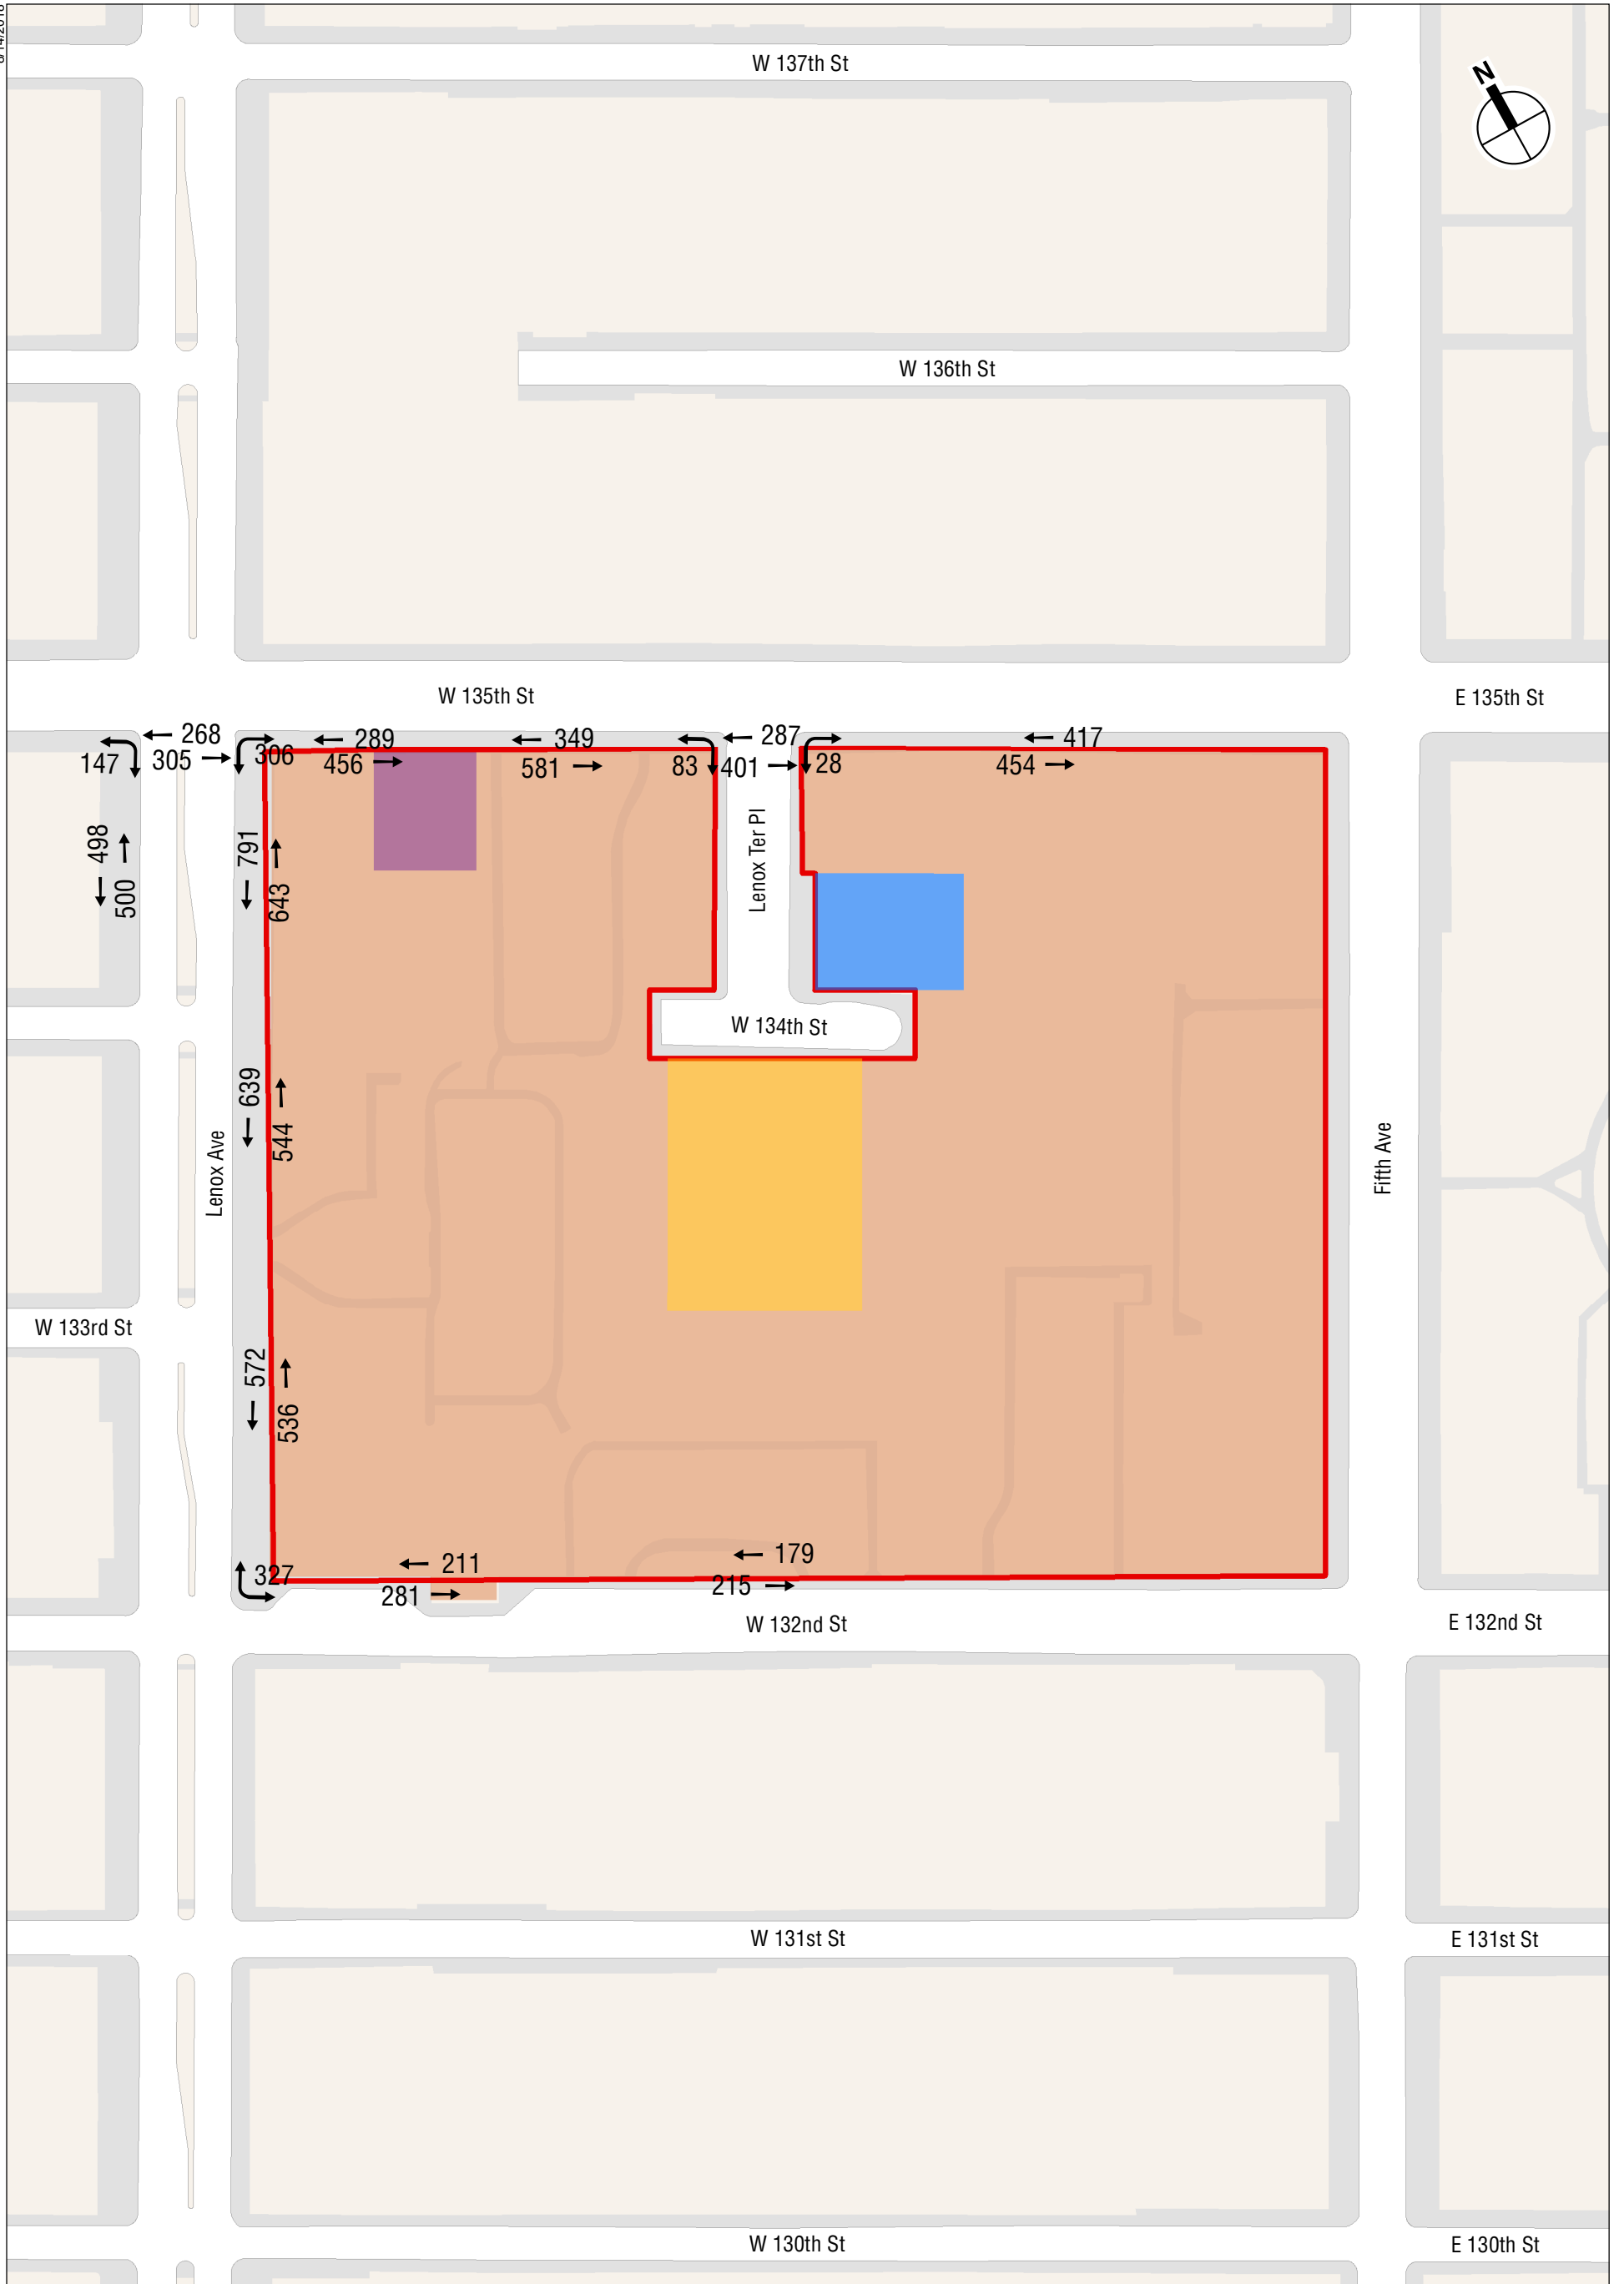 W 137th St
N
W 136th St
W 135th St
E 135th St
268
305
147
306
289
456
349
581
83
287
401
28
417
454
498
500
791
643
Lenox Ter Pl
W 134th St
639
544
Lenox Ave
Fifth Ave
W 133rd St
572
536
327
211
281
179
215
W 132nd St
E 132nd St
W 131st St
E 131st St
W 130th St
E 130th St